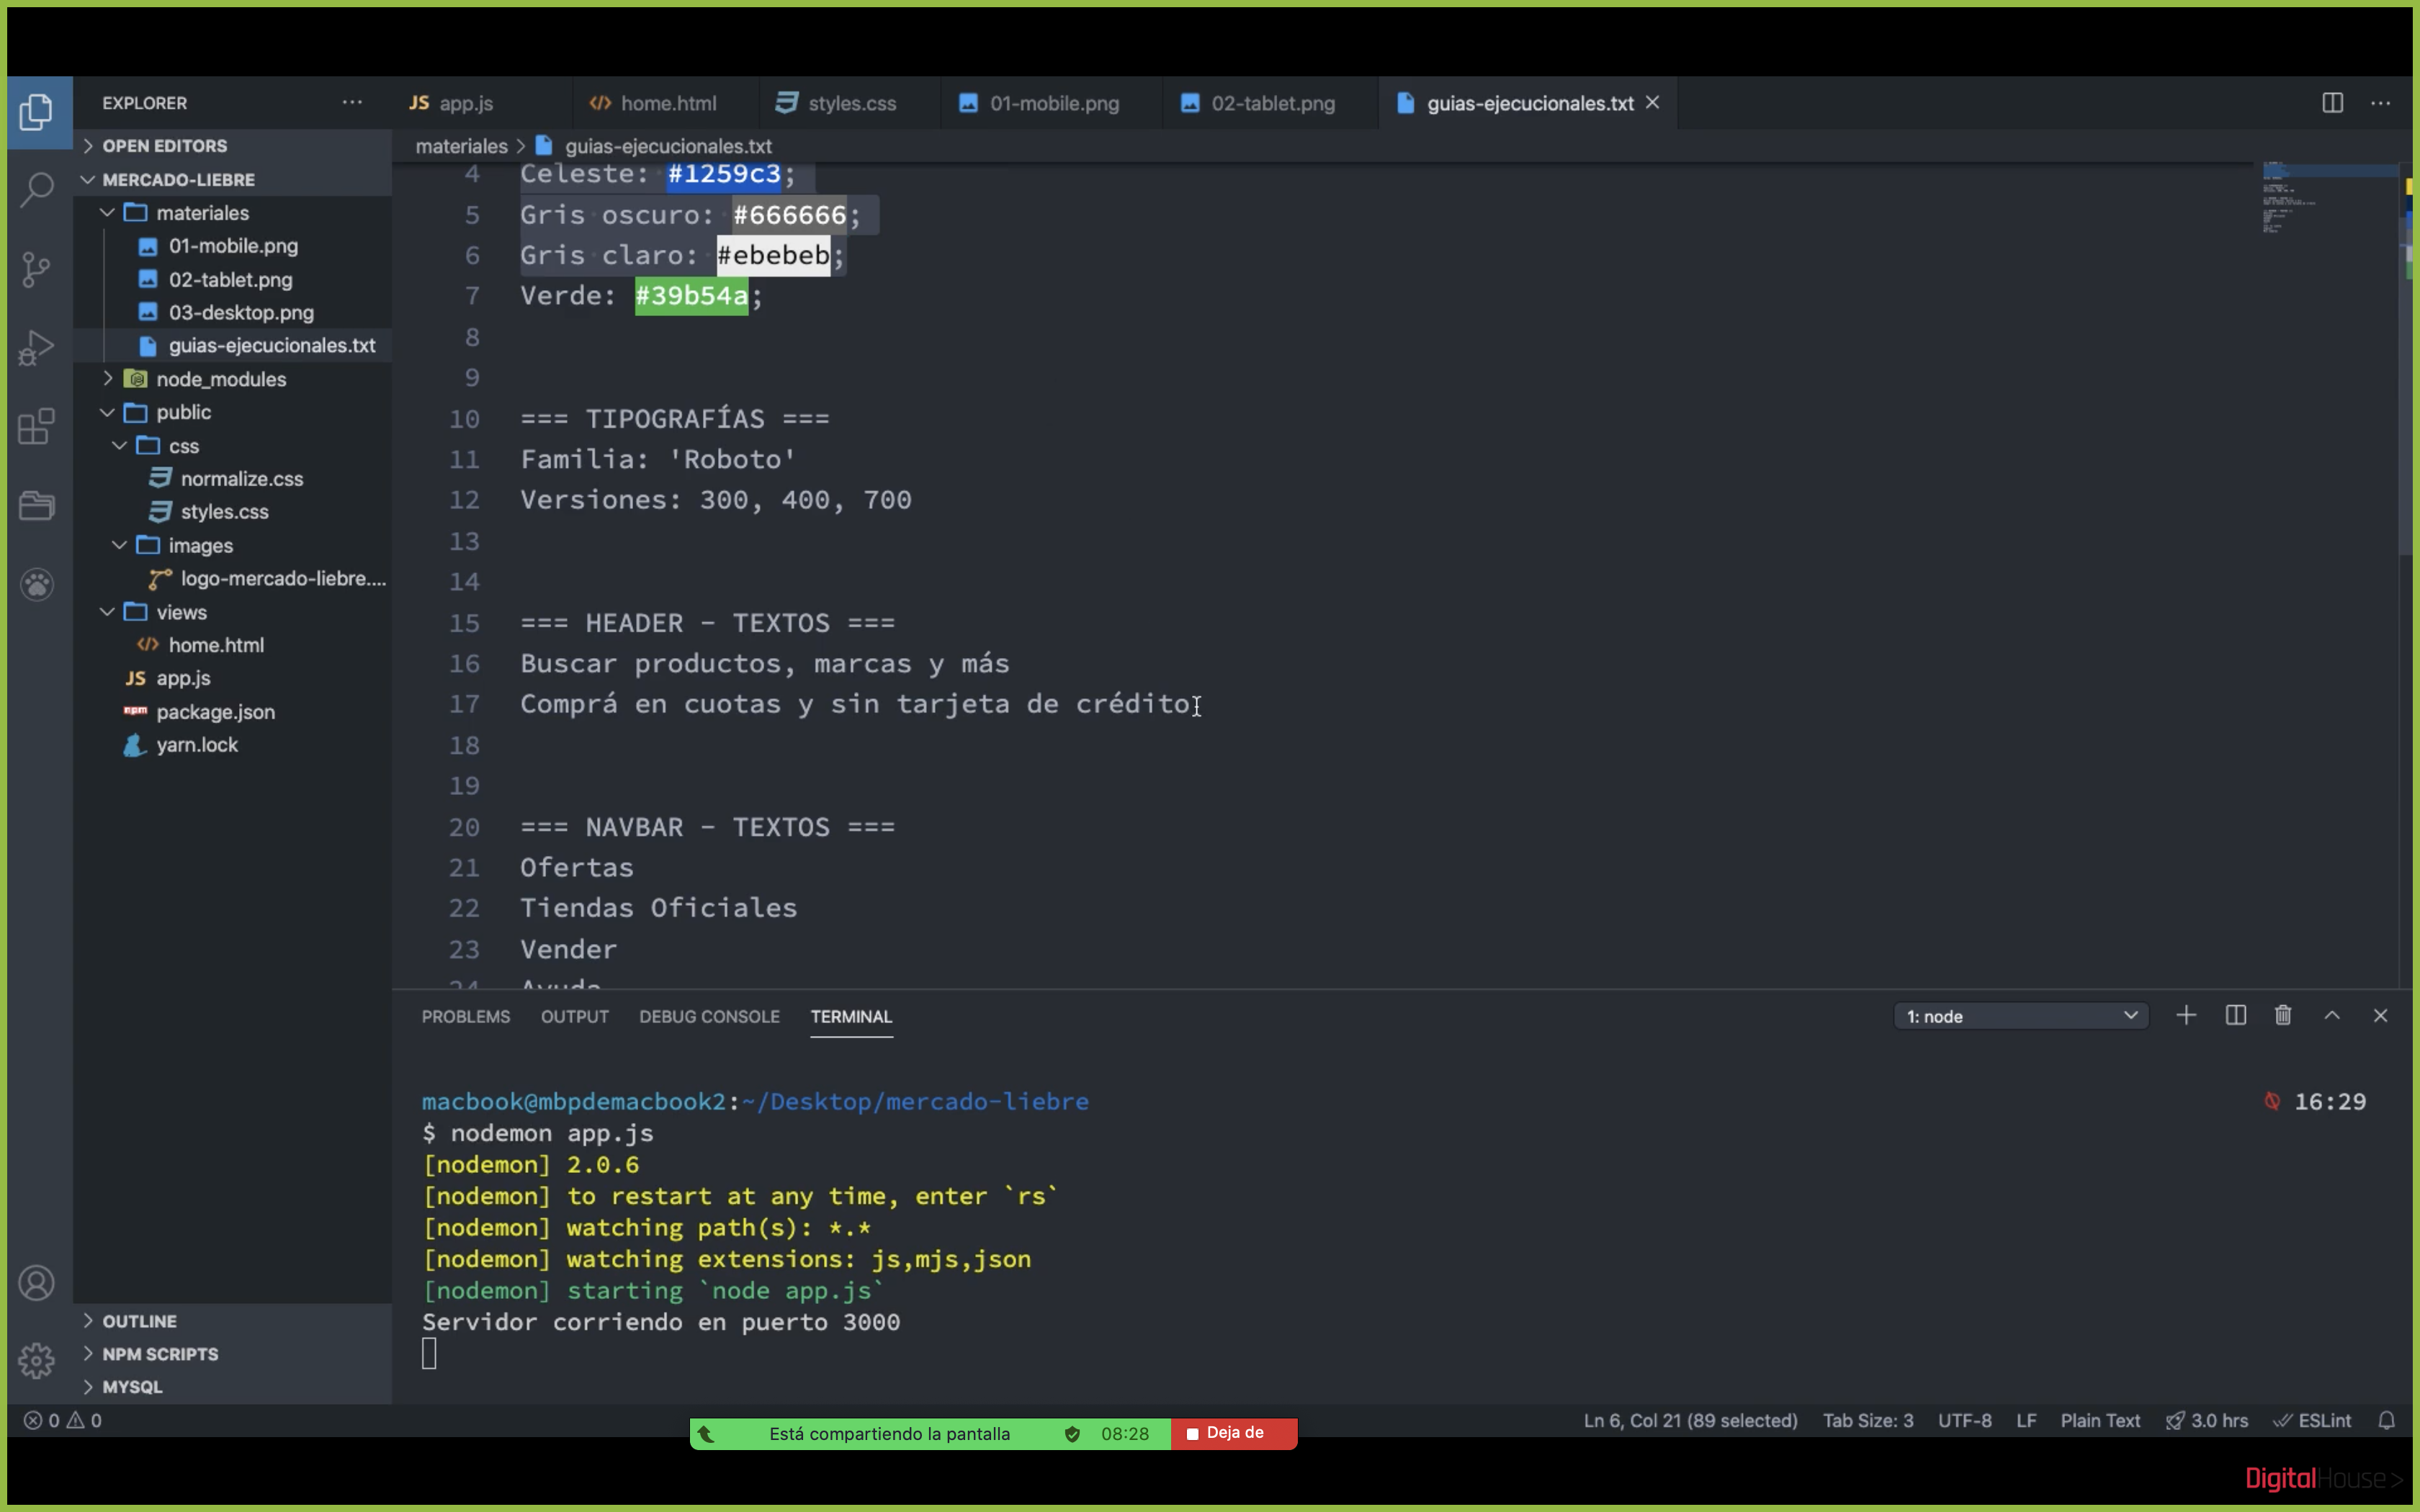 EXPLORER
OPEN EDITORS
MERCADO-LIEBRE
materiales
01-mobile.png
02-tablet.png
03-desktop.png
guias-ejecucionales.txt
node_modules
public
css
normalize.css
styles.css
images
logo-mercado-liebre....
views
home.html
JS app.js
npm package.json
yarn.lock
OUTLINE
NPM SCRIPTS
MYSQL
JS app.js home.html styles.css 01-mobile.png 02-tablet.png guias-ejecucionales.txt
materiales > guias-ejecucionales.txt
4 Celeste: #1259c3;
5 Gris oscuro: #666666;
6 Gris claro: #ebebeb;
7 Verde: #39b54a;
8
9
10 === TIPOGRAFÍAS ===
11 Familia: 'Roboto'
12 Versiones: 300, 400, 700
13
14
15 === HEADER - TEXTOS ===
16 Buscar productos, marcas y más
17 Comprá en cuotas y sin tarjeta de crédito
18
19
20 === NAVBAR - TEXTOS ===
21 Ofertas
22 Tiendas Oficiales
23 Vender
24 Ayuda
PROBLEMS OUTPUT DEBUG CONSOLE TERMINAL 1: node
macbook@mbpdemacbook2:~/Desktop/mercado-liebre 16:29
$ nodemon app.js
[nodemon] 2.0.6
[nodemon] to restart at any time, enter `rs`
[nodemon] watching path(s): *.*
[nodemon] watching extensions: js,mjs,json
[nodemon] starting `node app.js`
Servidor corriendo en puerto 3000
0 0
Ln 6, Col 21 (89 selected) Tab Size: 3 UTF-8 LF Plain Text 3.0 hrs ESLint
Está compartiendo la pantalla 08:28 Deja de
DigitalHouse>